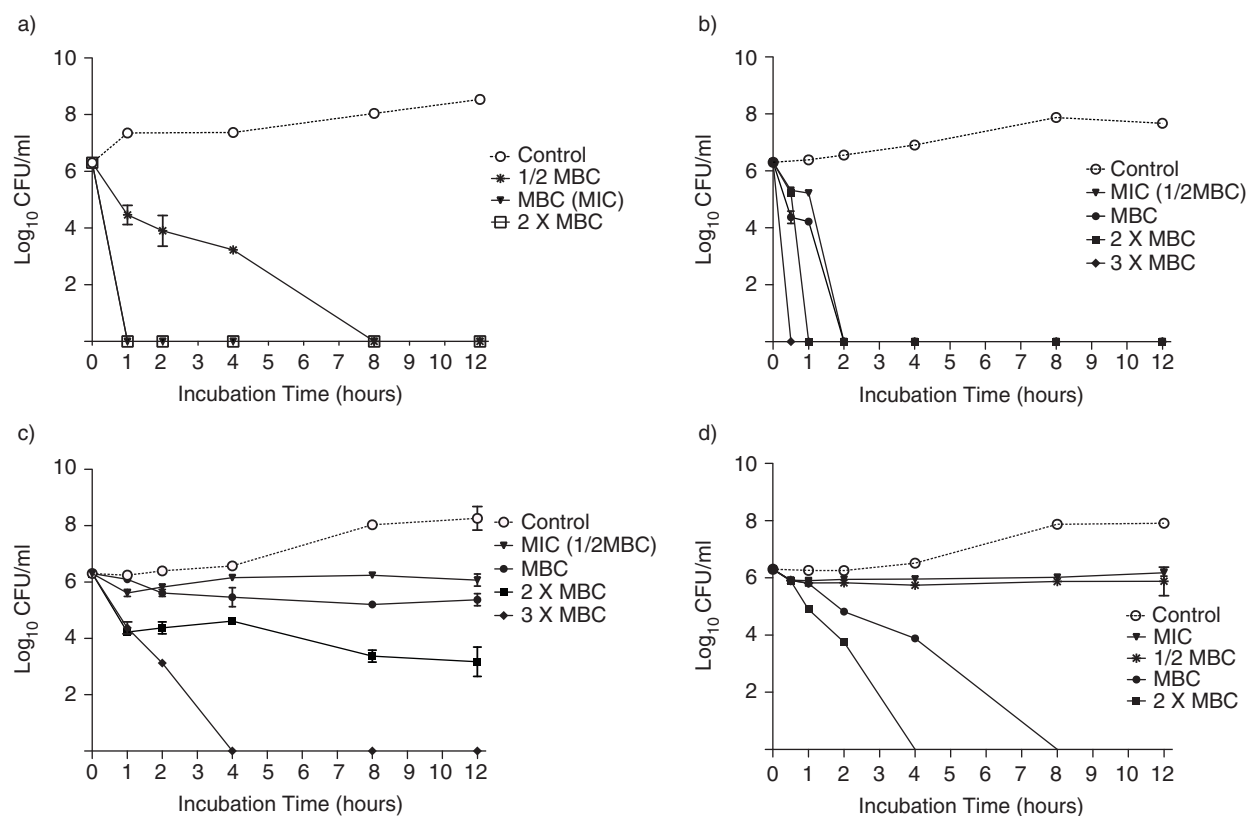 a)
10
8
6
4
2
Log10 CFU/ml
0 1 2 3 4 5 6 7 8 9 10 12
Incubation Time (hours)
Control
1/2 MBC
MBC (MIC)
2 X MBC
b)
10
8
6
4
2
Log10 CFU/ml
0 1 2 3 4 5 6 7 8 9 10 12
Incubation Time (hours)
Control
MIC (1/2MBC)
MBC
2 X MBC
3 X MBC
c)
10
8
6
4
2
Log10 CFU/ml
0 1 2 3 4 5 6 7 8 9 10 12
Incubation Time (hours)
Control
MIC (1/2MBC)
MBC
2 X MBC
3 X MBC
d)
10
8
6
4
2
Log10 CFU/ml
0 1 2 3 4 5 6 7 8 9 10 12
Incubation Time (hours)
Control
MIC
1/2 MBC
MBC
2 X MBC